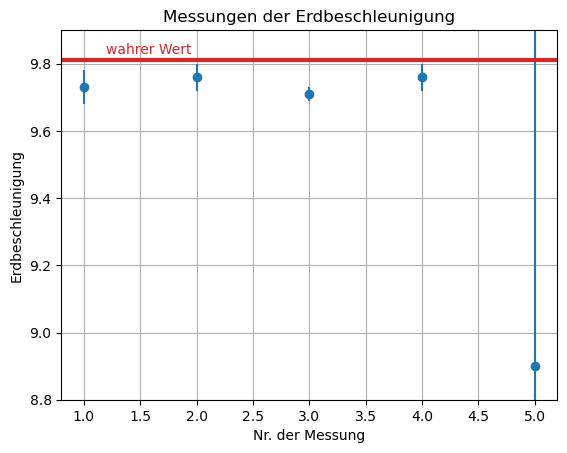 Messungen der Erdbeschleunigung
wahrer Wert
9.8
9.6
9.4
9.2
9.0
8.8
Erdbeschleunigung
1.0 1.5 2.0 2.5 3.0 3.5 4.0 4.5 5.0
Nr. der Messung